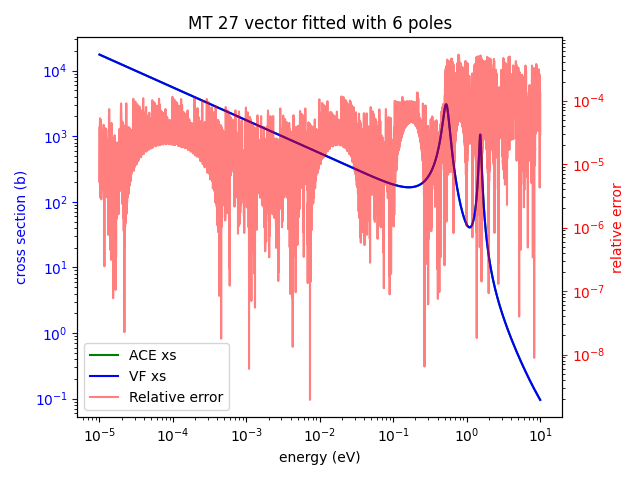 MT 27 vector fitted with 6 poles
10^4
10^3
10^2
10^1
10^0
10^-1
cross section (b)
10^-4
10^-5
10^-6
10^-7
10^-8
relative error
ACE xs
VF xs
Relative error
10^-5
10^-4
10^-3
10^-2
10^-1
10^0
10^1
energy (eV)